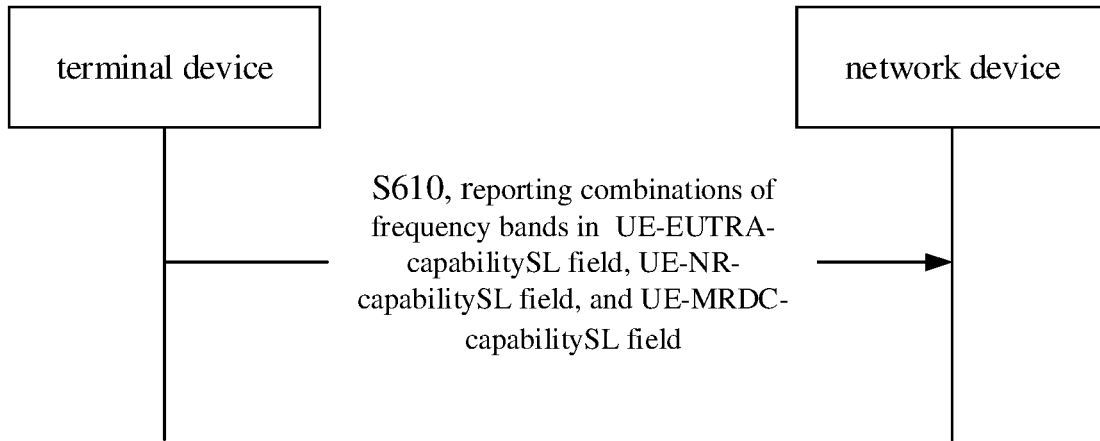 terminal device
network device
S610, reporting combinations of
frequency bands in UE-EUTRA-
capabilitySL field, UE-NR-
capabilitySL field, and UE-MRDC-
capabilitySL field